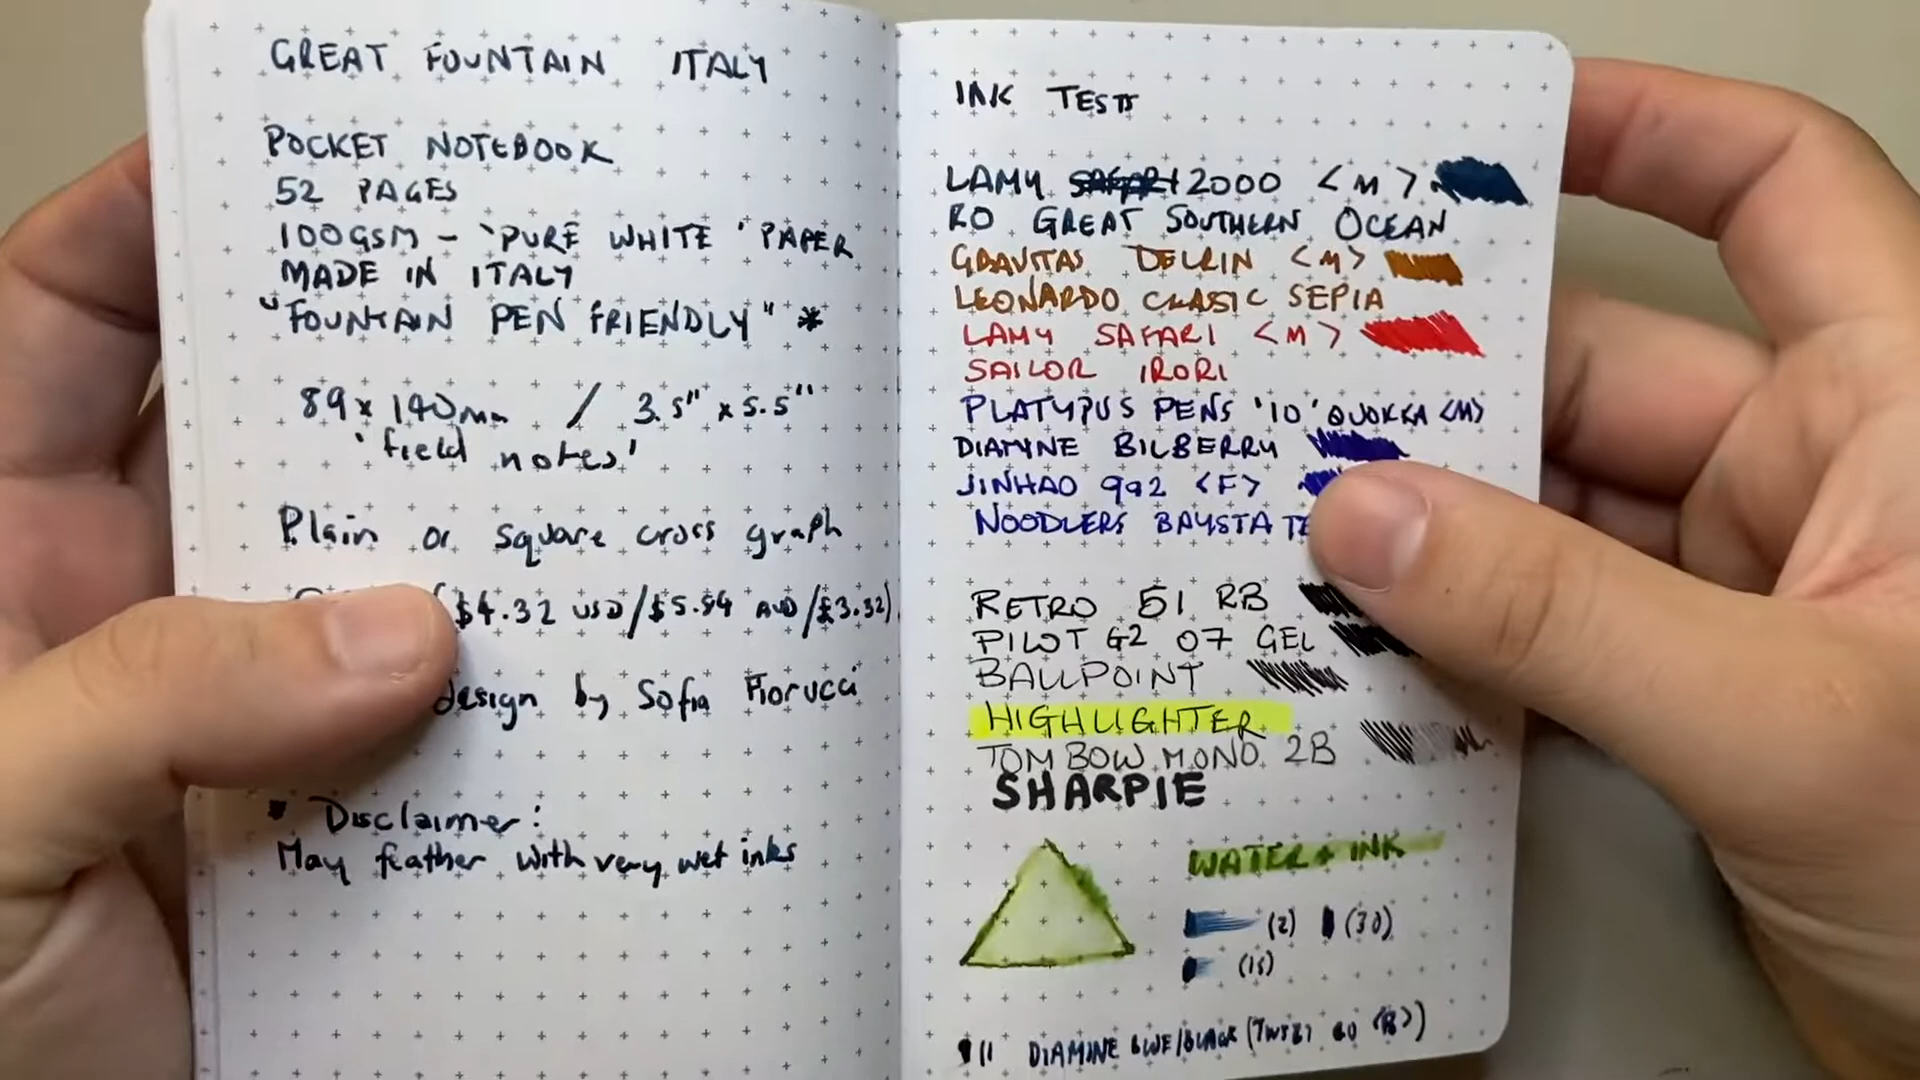 GREAT FOUNTAIN ITALY
POCKET NOTEBOOK
52 PAGES
100GSM - 'PURE WHITE' PAPER
MADE IN ITALY
"FOUNTAIN PEN FRIENDLY" *
89 x 140mm / 3.5" x 5.5"
'field notes'
Plain or square cross graph
($4.32 USD/$5.54 AUD/£3.32)
design by Sofia Fiorucci
* Disclaimer:
May feather with very wet inks
INK TESTS
LAMY 2000 <M>
RO GREAT SOUTHERN OCEAN
GRAVITAS DELRIN <M>
LEONARDO CLASSIC SEPIA
LAMY SAFARI <M>
SAILOR IRORI
PLATYPUS PENS '10' QUOKKA <M>
DIAMINE BILBERRY
JINHAO 992 <F>
NOODLERS BAYSTATE
RETRO 51 RB
PILOT G2 07 GEL
BALLPOINT
HIGHLIGHTER
TOMBOW MONO 2B
SHARPIE
WATER + INK
(2) (30)
(15)
DIAMINE BLUE/BLACK (TWSBI GO <B>)